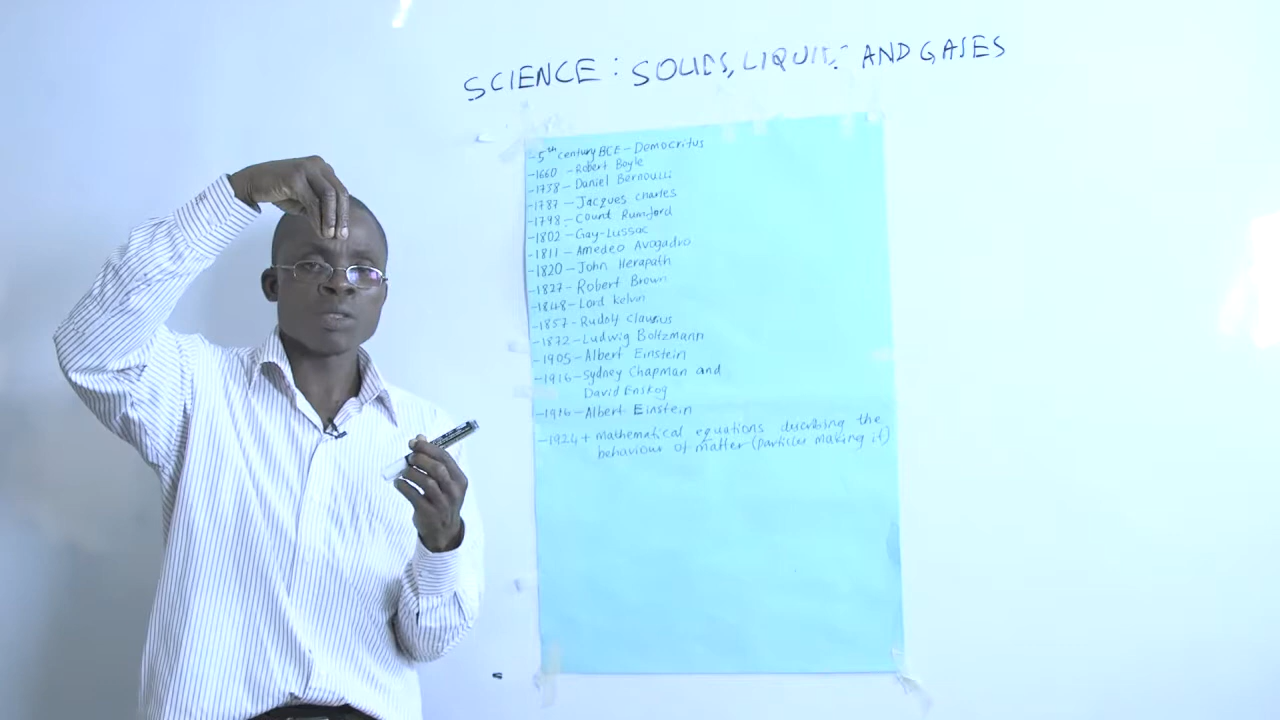 SCIENCE: SOLIDS, LIQUIDS AND GASES
-5th century BCE - Democritus
-1660 - Robert Boyle
-1738 - Daniel Bernoulli
-1787 - Jacques Charles
-1798 - Count Rumford
-1802 - Gay-Lussac
-1811 - Amedeo Avogadro
-1820 - John Herapath
-1827 - Robert Brown
-1848 - Lord Kelvin
-1857 - Rudolf Clausius
-1872 - Ludwig Boltzmann
-1905 - Albert Einstein
-1916 - Sydney Chapman and
David Enskog
-1916 - Albert Einstein
-1924 + mathematical equations describing the
behaviour of matter (particles making it)